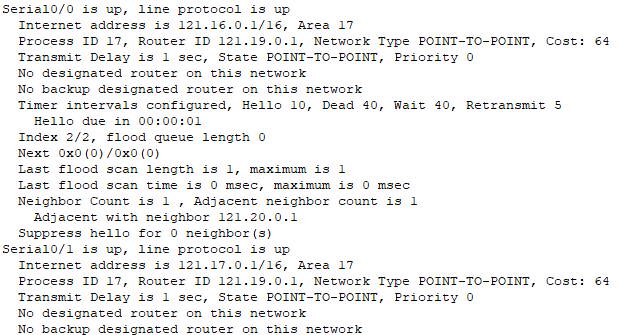 Serial0/0 is up, line protocol is up
Internet address is 121.16.0.1/16, Area 17
Process ID 17, Router ID 121.19.0.1, Network Type POINT-TO-POINT, Cost: 64
Transmit Delay is 1 sec, State POINT-TO-POINT, Priority 0
No designated router on this network
No backup designated router on this network
Timer intervals configured, Hello 10, Dead 40, Wait 40, Retransmit 5
Hello due in 00:00:01
Index 2/2, flood queue length 0
Next 0x0(0)/0x0(0)
Last flood scan length is 1, maximum is 1
Last flood scan time is 0 msec, maximum is 0 msec
Neighbor Count is 1 , Adjacent neighbor count is 1
Adjacent with neighbor 121.20.0.1
Suppress hello for 0 neighbor(s)
Serial0/1 is up, line protocol is up
Internet address is 121.17.0.1/16, Area 17
Process ID 17, Router ID 121.19.0.1, Network Type POINT-TO-POINT, Cost: 64
Transmit Delay is 1 sec, State POINT-TO-POINT, Priority 0
No designated router on this network
No backup designated router on this network